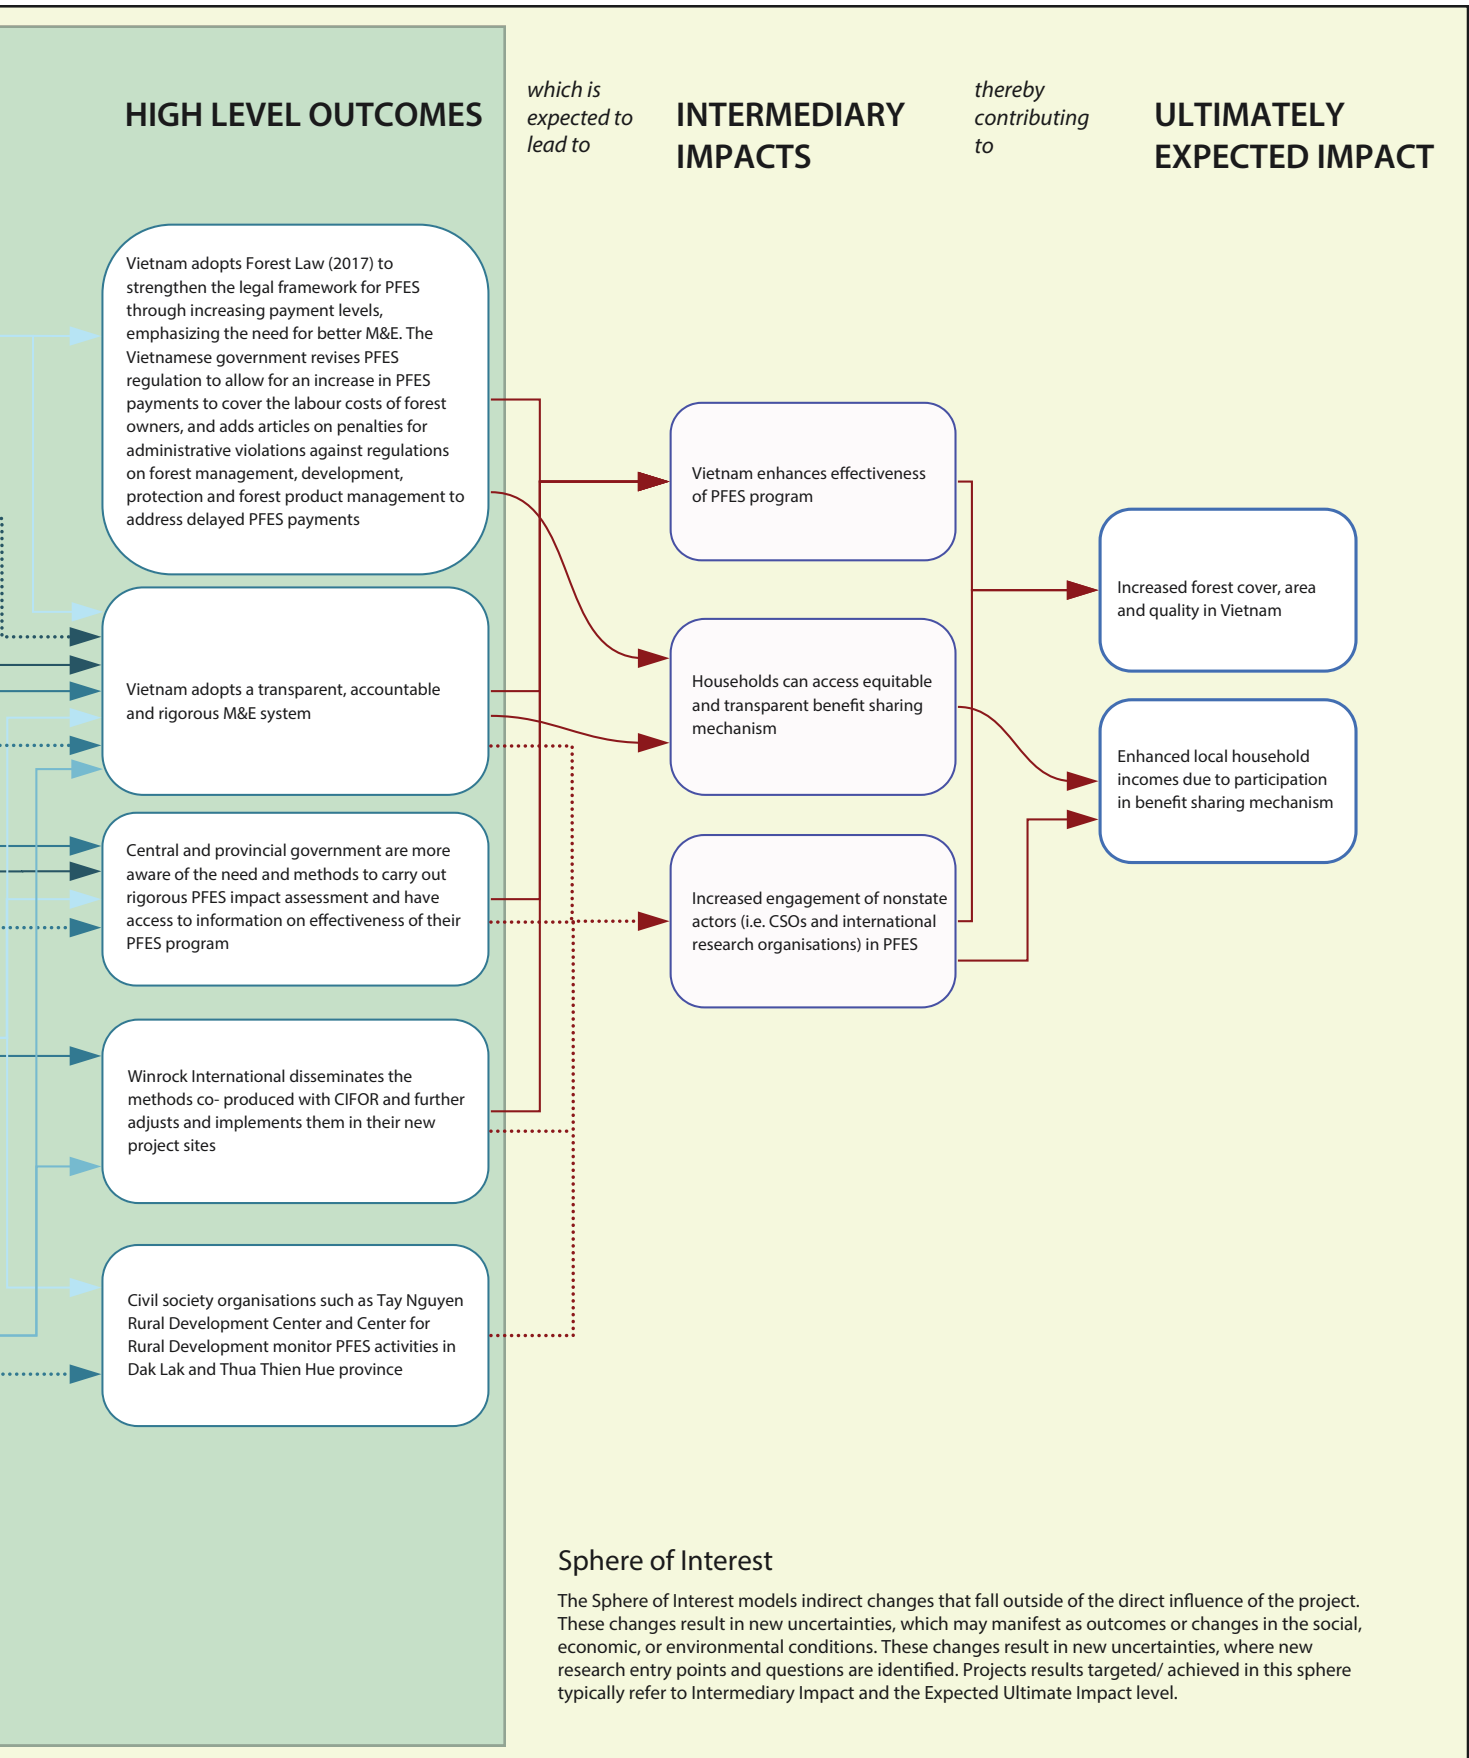 HIGH LEVEL OUTCOMES
which is
expected to
lead to
INTERMEDIARY
IMPACTS
thereby
contributing
to
ULTIMATELY
EXPECTED IMPACT
Vietnam adopts Forest Law (2017) to
strengthen the legal framework for PFES
through increasing payment levels,
emphasizing the need for better M&E. The
Vietnamese government revises PFES
regulation to allow for an increase in PFES
payments to cover the labour costs of forest
owners, and adds articles on penalties for
administrative violations against regulations
on forest management, development,
protection and forest product management to
address delayed PFES payments
Vietnam adopts a transparent, accountable
and rigorous M&E system
Central and provincial government are more
aware of the need and methods to carry out
rigorous PFES impact assessment and have
access to information on effectiveness of their
PFES program
Winrock International disseminates the
methods co- produced with CIFOR and further
adjusts and implements them in their new
project sites
Civil society organisations such as Tay Nguyen
Rural Development Center and Center for
Rural Development monitor PFES activities in
Dak Lak and Thua Thien Hue province
Vietnam enhances effectiveness
of PFES program
Households can access equitable
and transparent benefit sharing
mechanism
Increased engagement of nonstate
actors (i.e. CSOs and international
research organisations) in PFES
Increased forest cover, area
and quality in Vietnam
Enhanced local household
incomes due to participation
in benefit sharing mechanism
Sphere of Interest
The Sphere of Interest models indirect changes that fall outside of the direct influence of the project.
These changes result in new uncertainties, which may manifest as outcomes or changes in the social,
economic, or environmental conditions. These changes result in new uncertainties, where new
research entry points and questions are identified. Projects results targeted/ achieved in this sphere
typically refer to Intermediary Impact and the Expected Ultimate Impact level.